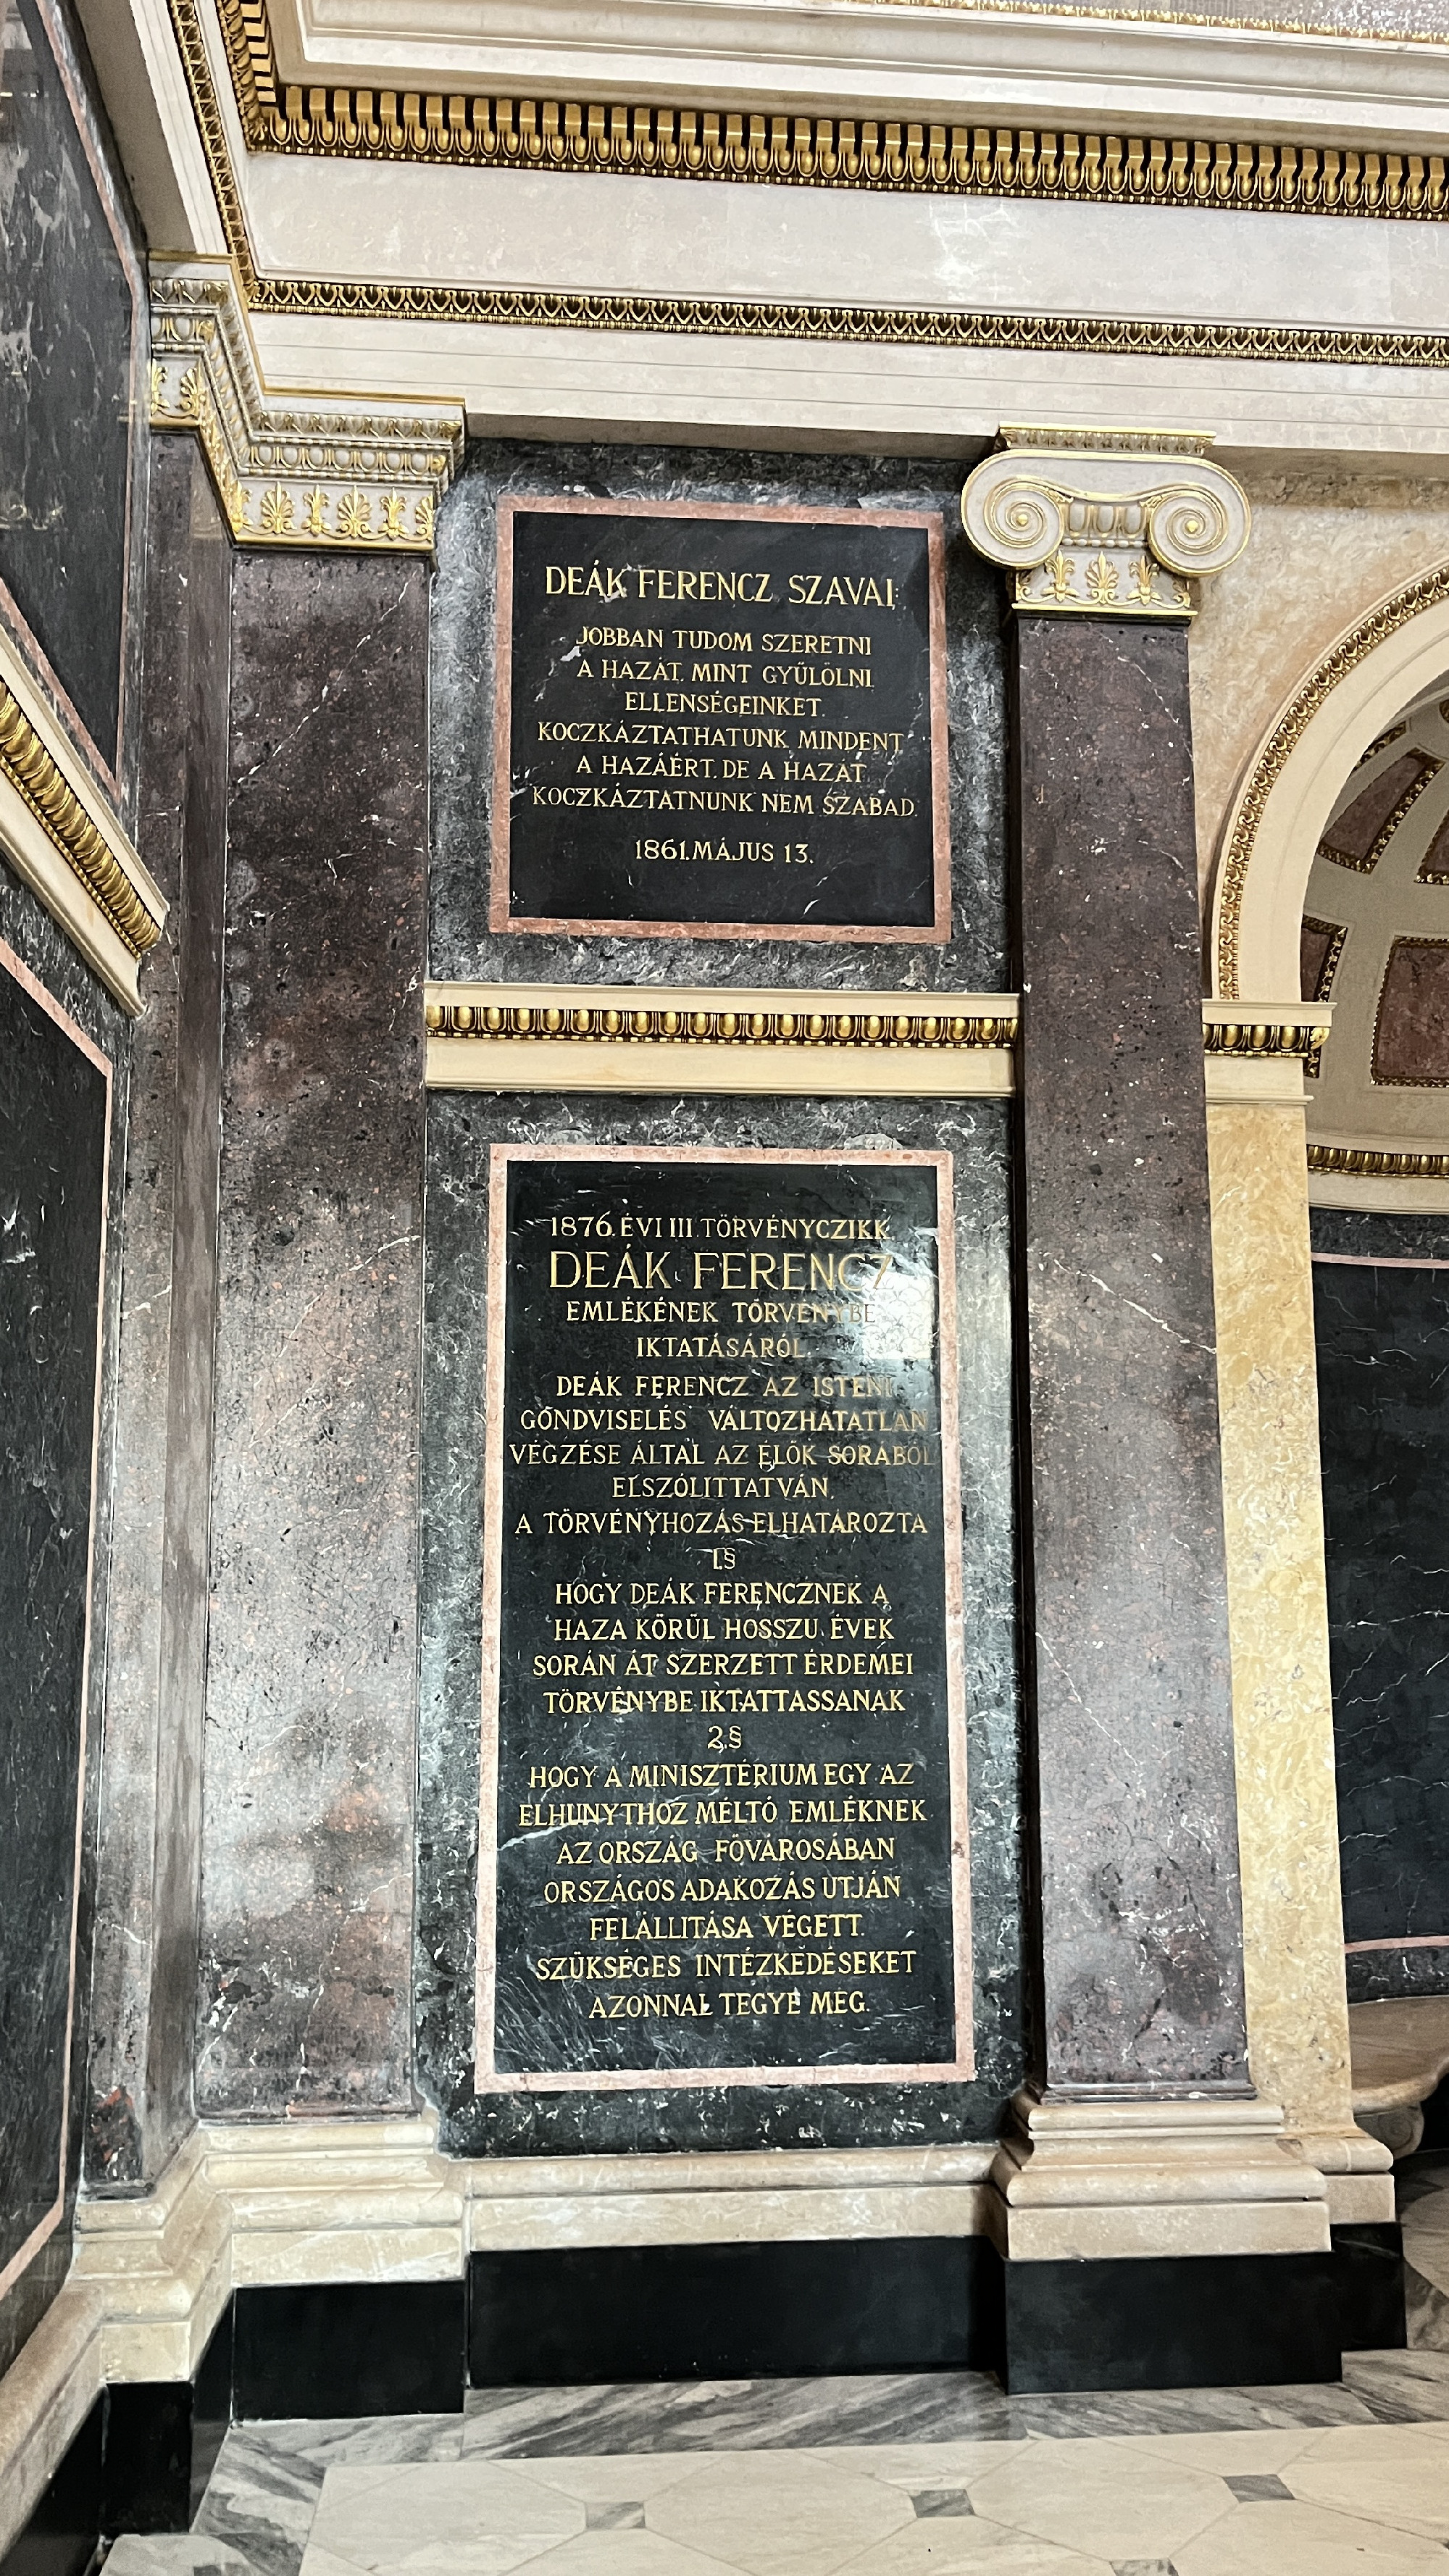 DEÁK FERENCZ SZAVAI:
JOBBAN TUDOM SZERETNI
A HAZÁT, MINT GYŰLÖLNI
ELLENSÉGEINKET.
KOCZKÁZTATHATUNK MINDENT
A HAZÁÉRT, DE A HAZÁT
KOCZKÁZTATNUNK NEM SZABAD.
1861. MÁJUS 13.
1876. ÉVI III. TÖRVÉNYCZIKK.
DEÁK FERENCZ
EMLÉKÉNEK TÖRVÉNYBE
IKTATÁSÁRÓL.
DEÁK FERENCZ AZ ISTENI
GONDVISELÉS VÁLTOZHATATLAN
VÉGZÉSE ÁLTAL AZ ÉLŐK SORÁBÓL
ELSZÓLITTATVÁN,
A TÖRVÉNYHOZÁS ELHATÁROZTA
1.§
HOGY DEÁK FERENCZNEK A
HAZA KÖRÜL HOSSZU ÉVEK
SORÁN ÁT SZERZETT ÉRDEMEI
TÖRVÉNYBE IKTATTASSANAK
2.§
HOGY A MINISZTÉRIUM EGY AZ
ELHUNYTHOZ MÉLTÓ EMLÉKNEK
AZ ORSZÁG FŐVÁROSÁBAN
ORSZÁGOS ADAKOZÁS UTJÁN
FELÁLLITÁSA VÉGETT
SZÜKSÉGES INTÉZKEDÉSEKET
AZONNAL TEGYE MEG.